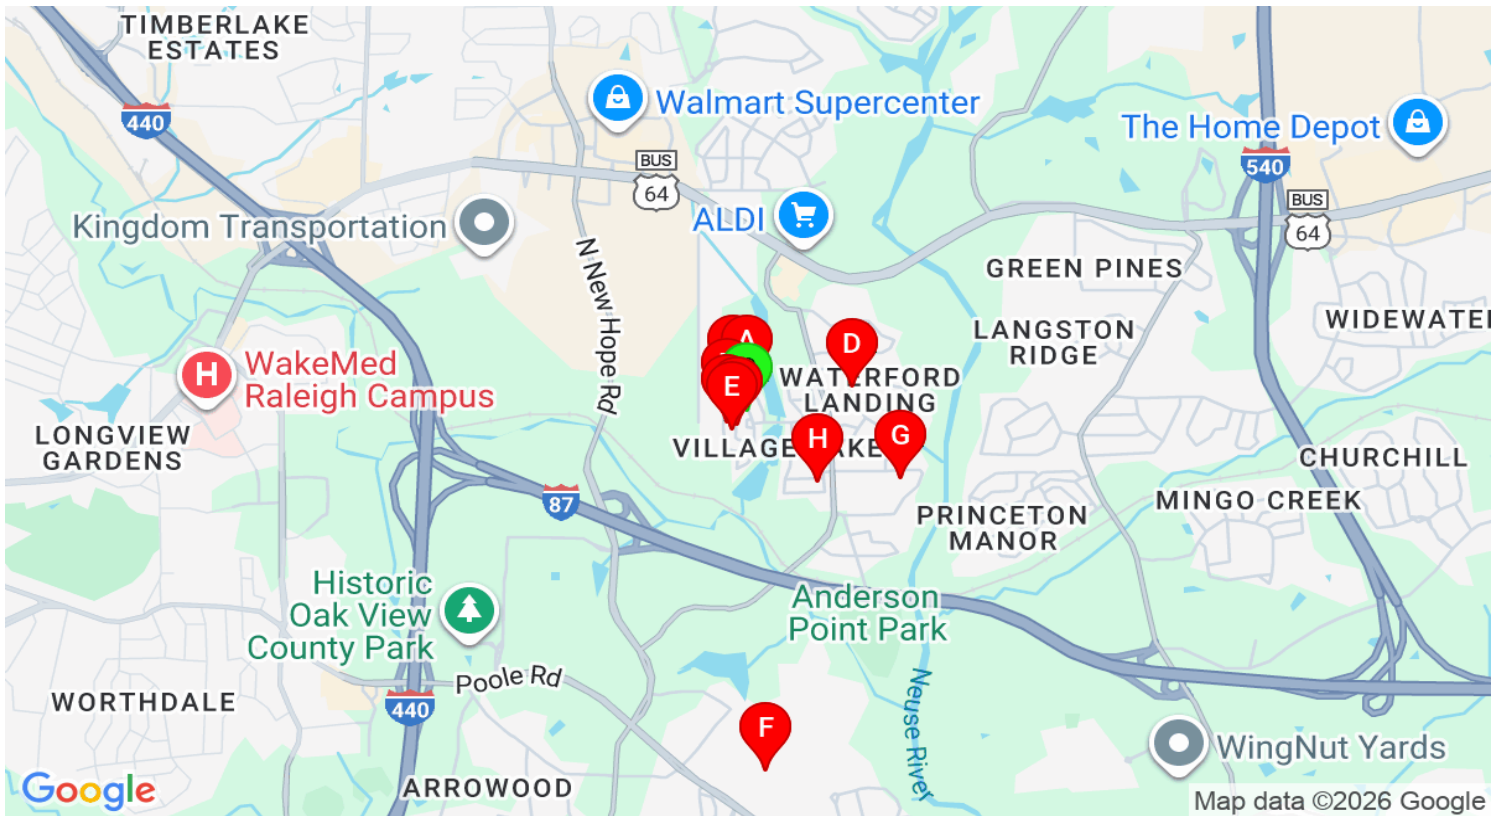 TIMBERLAKE
ESTATES
440
Walmart Supercenter
The Home Depot
BUS
64
540
BUS
64
Kingdom Transportation
ALDI
N New Hope Rd
GREEN PINES
LANGSTON
RIDGE
WIDEWATE
A
D
E
WATERFORD
LANDING
WakeMed
Raleigh Campus
H
LONGVIEW
GARDENS
VILLAGE
H
G
CHURCHILL
MINGO CREEK
87
PRINCETON
MANOR
Historic
Oak View
County Park
Anderson
Point Park
Poole Rd
Neuse River
WORTHDALE
440
F
WingNut Yards
ARROWOOD
Google
Map data ©2026 Google